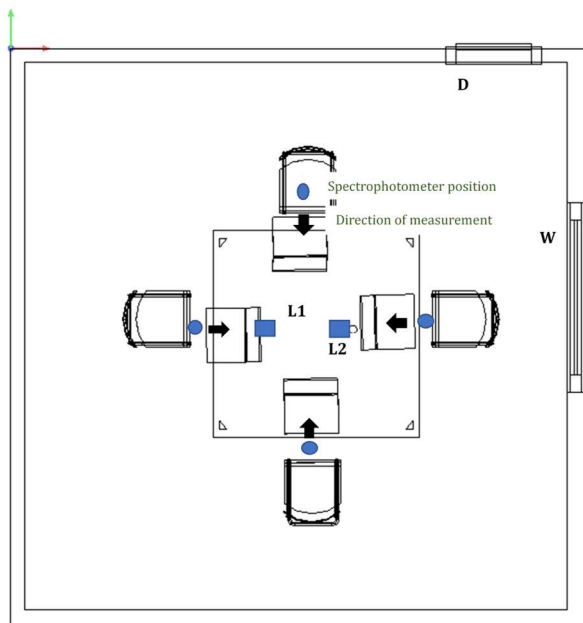 D
Spectrophotometer position
Direction of measurement
W
L1
L2